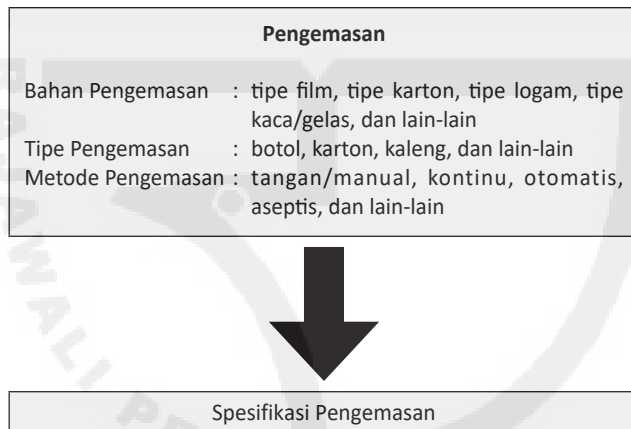 Pengemasan
Bahan Pengemasan : tipe film, tipe karton, tipe logam, tipe
kaca/gelas, dan lain-lain
Tipe Pengemasan : botol, karton, kaleng, dan lain-lain
Metode Pengemasan : tangan/manual, kontinu, otomatis,
aseptis, dan lain-lain
Spesifikasi Pengemasan